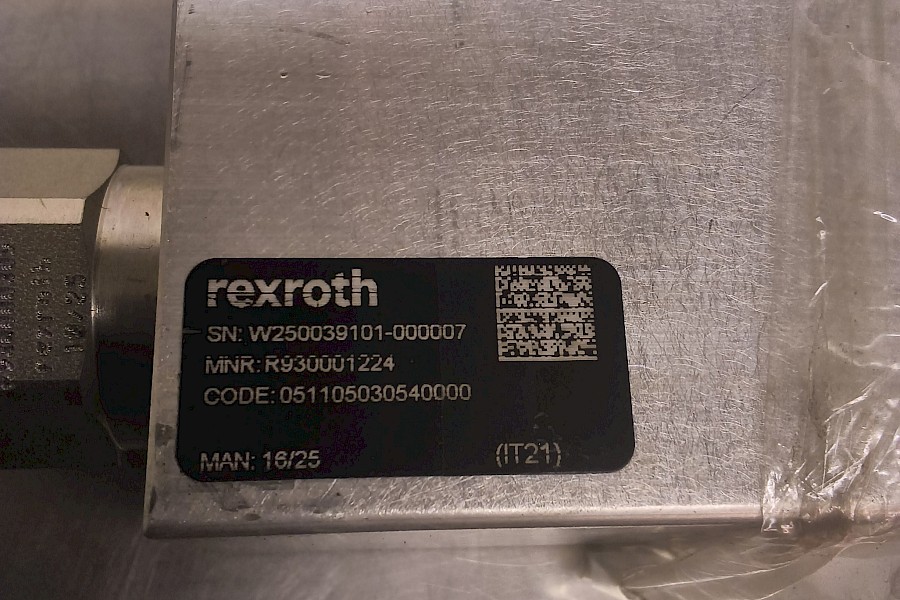 rexroth
SN: W250039101-000007
MNR: R930001224
CODE: 051105030540000
MAN: 16/25
(IT21)